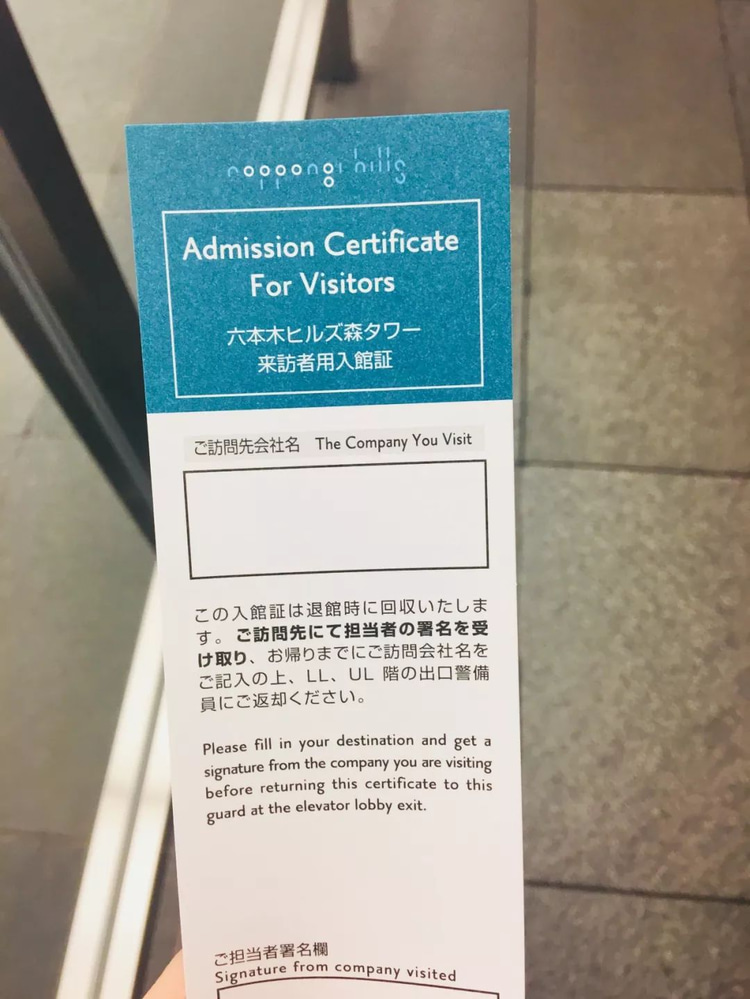 roppongi hills
Admission Certificate
For Visitors
六本木ヒルズ森タワー
来訪者用入館証
ご訪問先会社名 The Company You Visit
この入館証は退館時に回収いたしま
す。ご訪問先にて担当者の署名を受
け取り、お帰りまでにご訪問会社名を
ご記入の上、LL、UL 階の出口警備
員にご返却ください。
Please fill in your destination and get a
signature from the company you are visiting
before returning this certificate to this
guard at the elevator lobby exit.
ご担当者署名欄
Signature from company visited